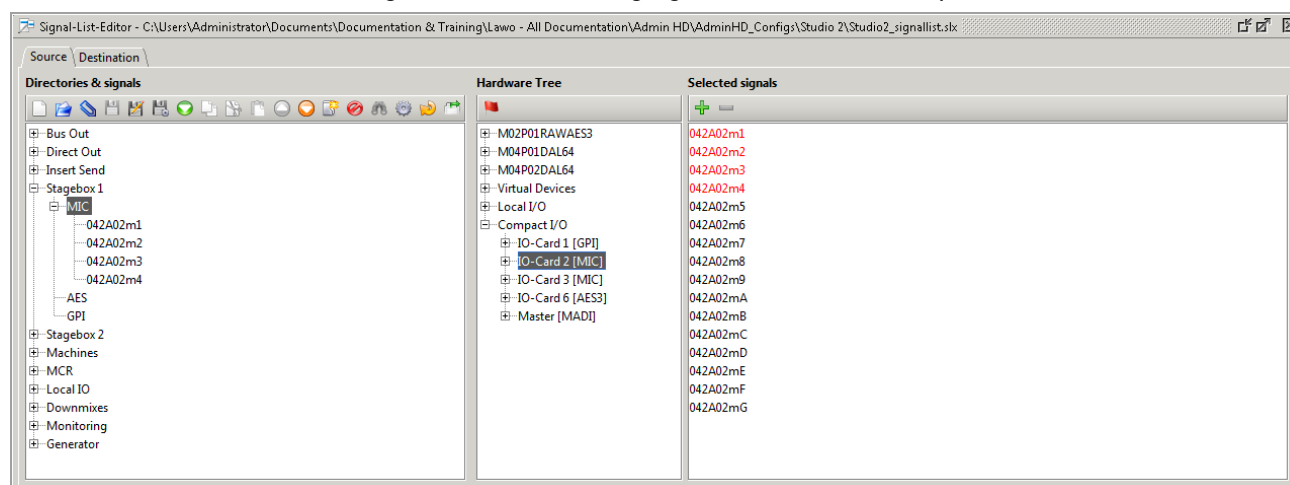 Signal-List-Editor - C:\Users\Administrator\Documents\Documentation & Training\Lawo - All Documentation\Admin HD\AdminHD_Configs\Studio 2\Studio2_signallist.slx
Source Destination
Directories & signals
Bus Out
Direct Out
Insert Send
Stagebox 1
MIC
042A02m1
042A02m2
042A02m3
042A02m4
AES
GPI
Stagebox 2
Machines
MCR
Local IO
Downmixes
Monitoring
Generator
Hardware Tree
M02P01RAWAES3
M04P01DAL64
M04P02DAL64
Virtual Devices
Local I/O
Compact I/O
IO-Card 1 [GPI]
IO-Card 2 [MIC]
IO-Card 3 [MIC]
IO-Card 6 [AES3]
Master [MADI]
Selected signals
042A02m1
042A02m2
042A02m3
042A02m4
042A02m5
042A02m6
042A02m7
042A02m8
042A02m9
042A02mA
042A02mB
042A02mC
042A02mD
042A02mE
042A02mF
042A02mG